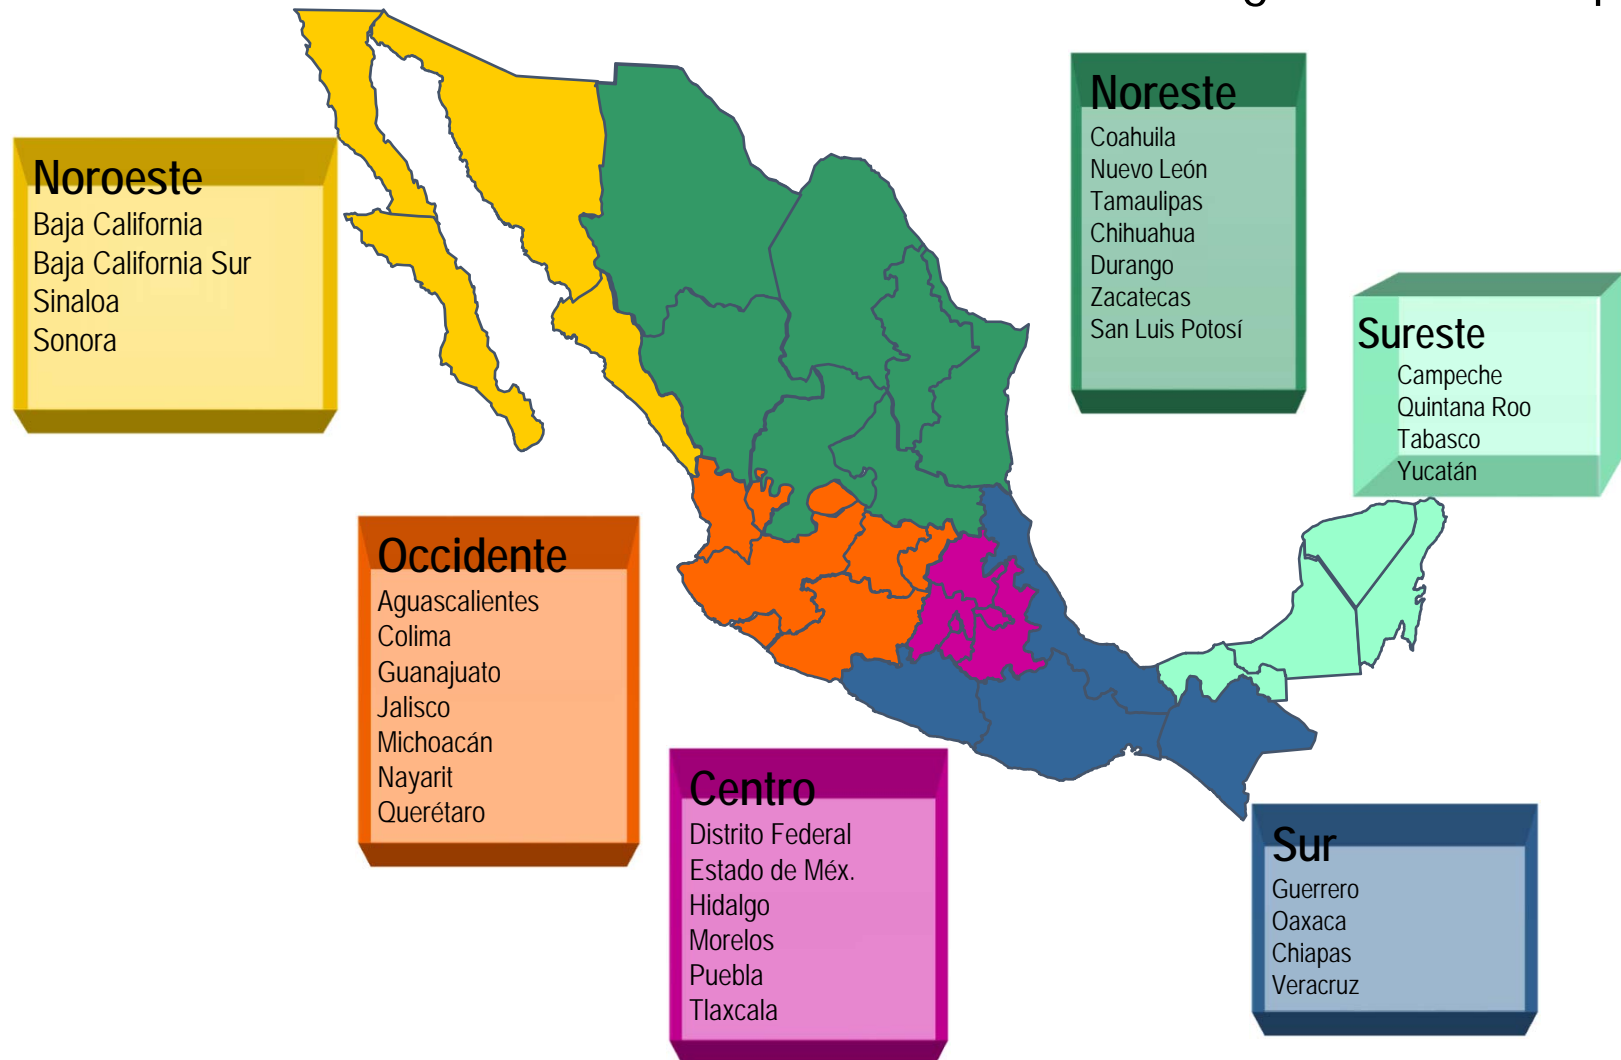 Noroeste
Baja California
Baja California Sur
Sinaloa
Sonora
Noreste
Coahuila
Nuevo León
Tamaulipas
Chihuahua
Durango
Zacatecas
San Luis Potosí
Sureste
Campeche
Quintana Roo
Tabasco
Yucatán
Occidente
Aguascalientes
Colima
Guanajuato
Jalisco
Michoacán
Nayarit
Querétaro
Centro
Distrito Federal
Estado de Méx.
Hidalgo
Morelos
Puebla
Tlaxcala
Sur
Guerrero
Oaxaca
Chiapas
Veracruz